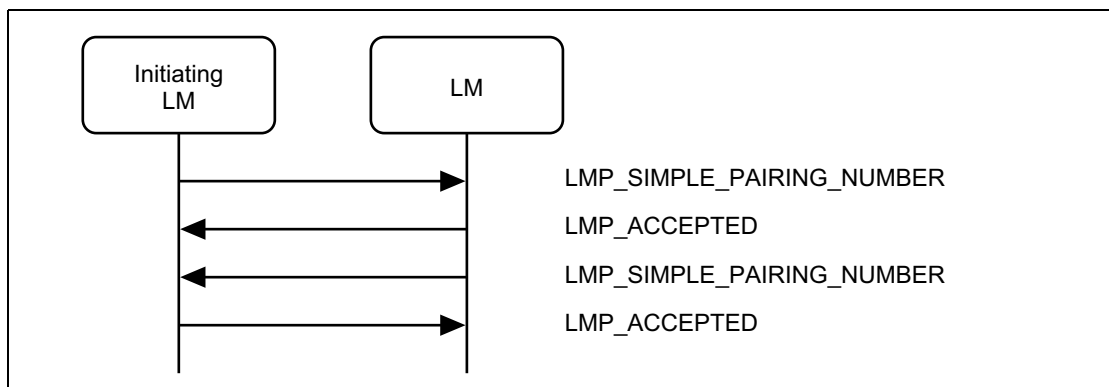 Initiating
LM
LM
LMP_SIMPLE_PAIRING_NUMBER
LMP_ACCEPTED
LMP_SIMPLE_PAIRING_NUMBER
LMP_ACCEPTED